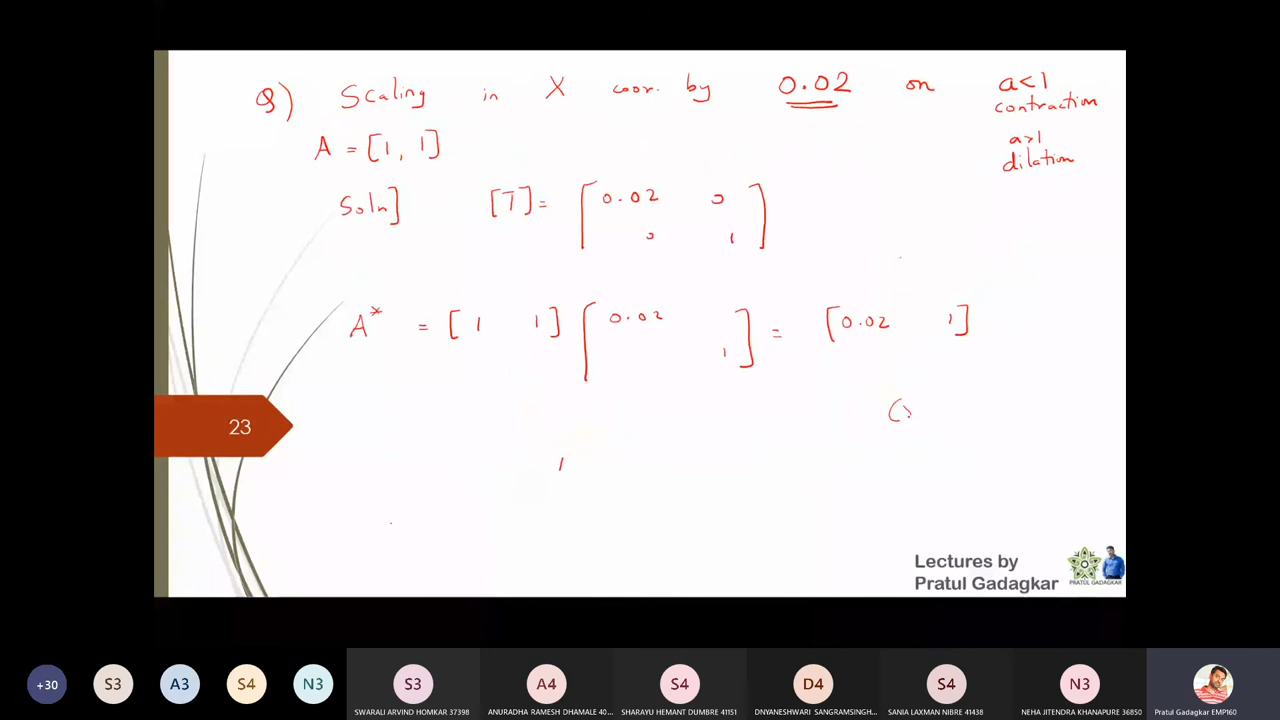 Q) Scaling in X coor. by 0.02 on
a<1
contraction
a>1
dilation
A = [1, 1]
Soln] [T] = [0.02 0
0 1]
A* = [1 1] [0.02
1] = [0.02 1]
23
Lectures by
Pratul Gadagkar
PRATUL GADAGKAR
+30
S3
A3
S4
N3
S3
A4
S4
D4
S4
N3
SWARALI ARVIND HOMKAR 37398
ANURADHA RAMESH DHAMALE 40...
SHARAYU HEMANT DUMBRE 41151
DNYANESHWARI SANGRAMSINGH...
SANIA LAXMAN NIBRE 41438
NEHA JITENDRA KHANAPURE 36850
Pratul Gadagkar EMP160